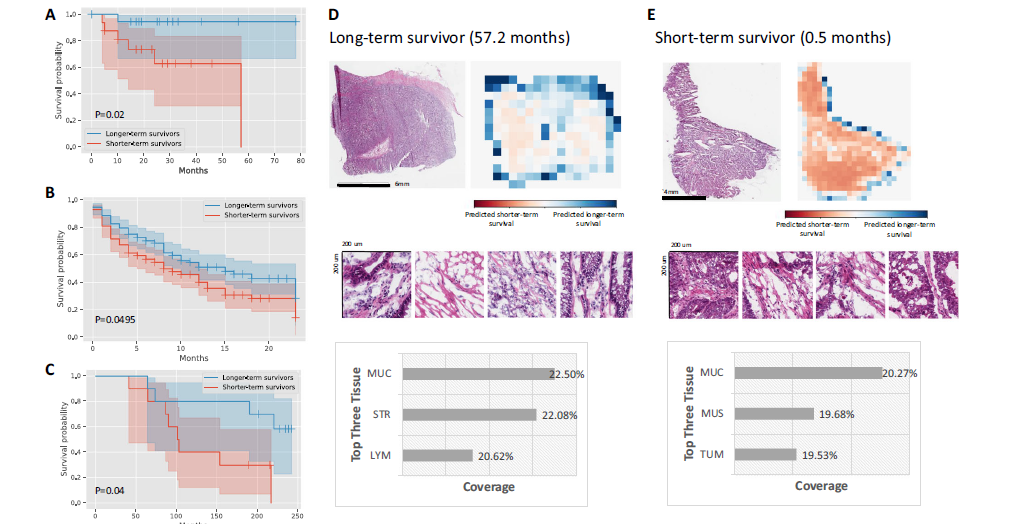 A
1,0
0,8
0,6
0,4
0,2
0,0
Survival probability
P=0.02
Longer-term survivors
Shorter-term survivors
0 10 20 30 40 50 60 70 80
Months
B
1,0
0,8
0,6
0,4
0,2
0,0
Survival probability
Longer-term survivors
Shorter-term survivors
P=0.0495
0 5 10 15 20
Months
C
1,0
0,8
0,6
0,4
0,2
0,0
Survival probability
Longer-term survivors
Shorter-term survivors
P=0.04
0 50 100 150 200 250
Months
D
Long-term survivor (57.2 months)
6mm
Predicted shorter-term survival
Predicted longer-term survival
200 um
200 um
Top Three Tissue
MUC 22.50%
STR 22.08%
LYM 20.62%
Coverage
E
Short-term survivor (0.5 months)
4mm
Predicted shorter-term survival
Predicted longer-term survival
200 um
200 um
Top Three Tissue
MUC 20.27%
MUS 19.68%
TUM 19.53%
Coverage